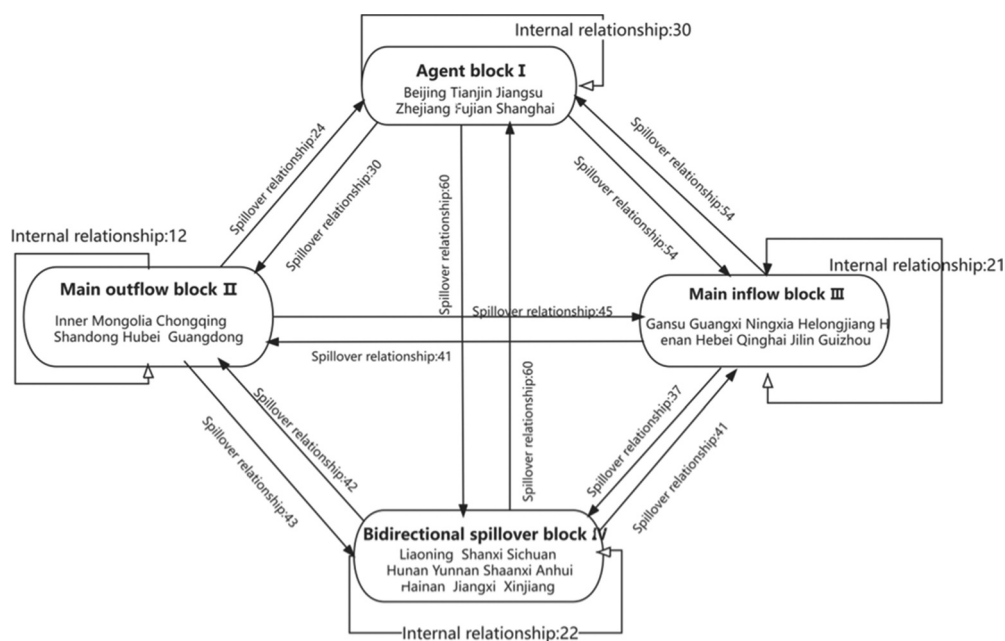 Internal relationship:30
Agent block I
Beijing Tianjin Jiangsu
Zhejiang Fujian Shanghai
Spillover relationship:24
Spillover relationship:30
Spillover relationship:60
Spillover relationship:54
Spillover relationship:54
Internal relationship:12
Main outflow block II
Inner Mongolia Chongqing
Shandong Hubei Guangdong
Internal relationship:21
Main inflow block III
Gansu Guangxi Ningxia Helongjiang H
enan Hebei Qinghai Jilin Guizhou
Spillover relationship:45
Spillover relationship:41
Spillover relationship:60
Spillover relationship:37
Spillover relationship:41
Spillover relationship:42
Spillover relationship:43
Bidirectional spillover block IV
Liaoning Shanxi Sichuan
Hunan Yunnan Shaanxi Anhui
Hainan Jiangxi Xinjiang
Internal relationship:22